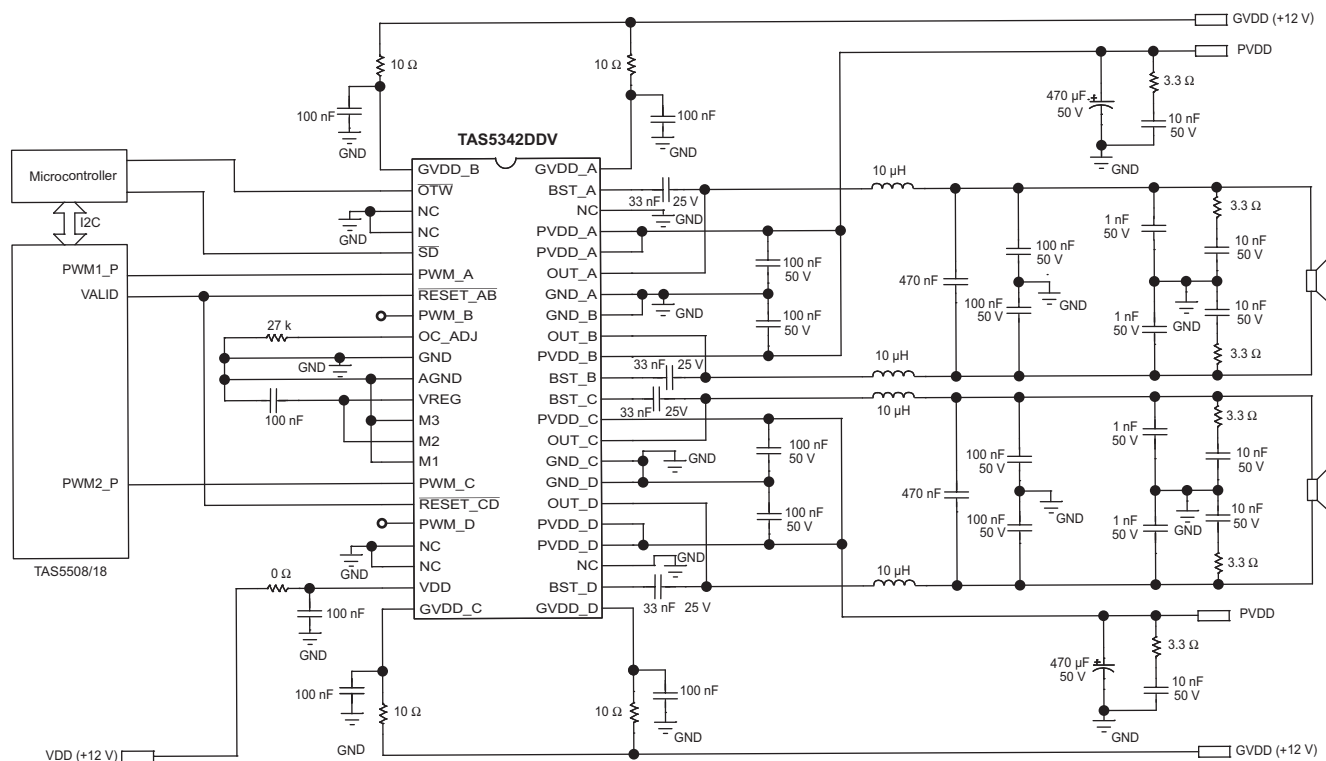 GVDD (+12 V)
PVDD
10 Ω
10 Ω
3.3 Ω
470 µF
50 V
10 nF
50 V
100 nF
100 nF
GND
GND
GND
TAS5342DDV
Microcontroller
I2C
GVDD_B
OTW
NC
NC
SD
PWM_A
RESET_AB
PWM_B
OC_ADJ
GND
AGND
VREG
M3
M2
M1
PWM_C
RESET_CD
PWM_D
NC
NC
VDD
GVDD_C
GVDD_A
BST_A
NC
PVDD_A
PVDD_A
OUT_A
GND_A
GND_B
OUT_B
PVDD_B
BST_B
BST_C
PVDD_C
OUT_C
GND_C
GND_D
OUT_D
PVDD_D
PVDD_D
NC
BST_D
GVDD_D
PWM1_P
VALID
PWM2_P
TAS5508/18
GND
27 k
GND
100 nF
GND
0 Ω
100 nF
GND
33 nF 25 V
GND
100 nF
50 V
GND
100 nF
50 V
33 nF 25 V
33 nF 25V
100 nF
50 V
GND
100 nF
50 V
GND
33 nF 25 V
10 µH
470 nF
100 nF
50 V
GND
100 nF
50 V
1 nF
50 V
3.3 Ω
10 nF
50 V
GND
1 nF
50 V
10 nF
50 V
3.3 Ω
10 µH
10 µH
470 nF
100 nF
50 V
GND
100 nF
50 V
1 nF
50 V
3.3 Ω
10 nF
50 V
GND
1 nF
50 V
10 nF
50 V
3.3 Ω
10 µH
PVDD
3.3 Ω
470 µF
50 V
10 nF
50 V
GND
100 nF
100 nF
10 Ω
10 Ω
GND
GND
VDD (+12 V)
GVDD (+12 V)